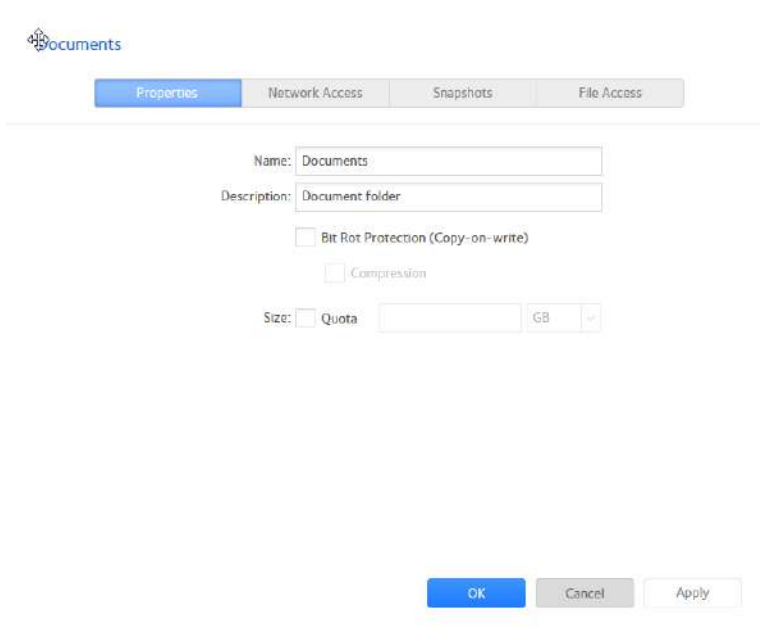 Documents
Properties Network Access Snapshots File Access
Name: Documents
Description: Document folder
Bit Rot Protection (Copy-on-write)
Compression
Size: Quota GB
OK Cancel Apply